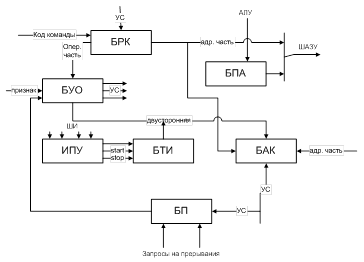 УС
Код команды
БРК
АЛУ
Опер.
часть
адр. часть
ШАЗУ
БПА
признак
БУО
УС
ШИ
двусторонняя
ИПУ
start
stop
БТИ
БАК
адр. часть
УС
БП
УС
Запросы на прерывания